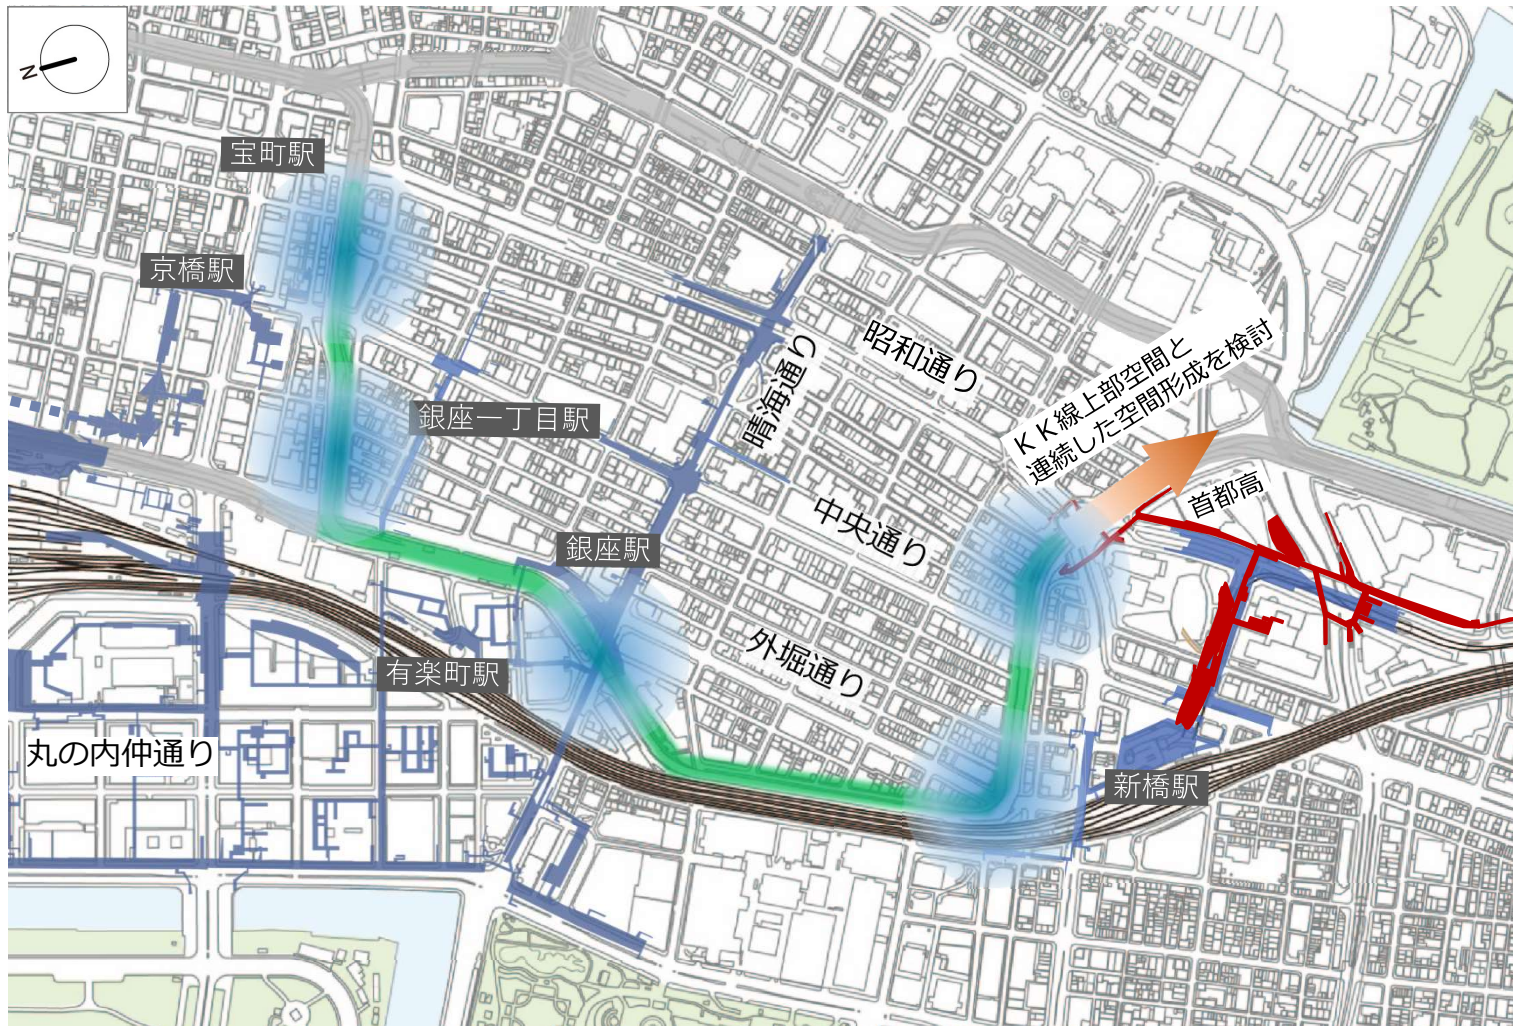 N
宝町駅
京橋駅
昭和通り
晴海通り
KK線上部空間と
連続した空間形成を検討
銀座一丁目駅
首都高
中央通り
銀座駅
外堀通り
有楽町駅
丸の内仲通り
新橋駅